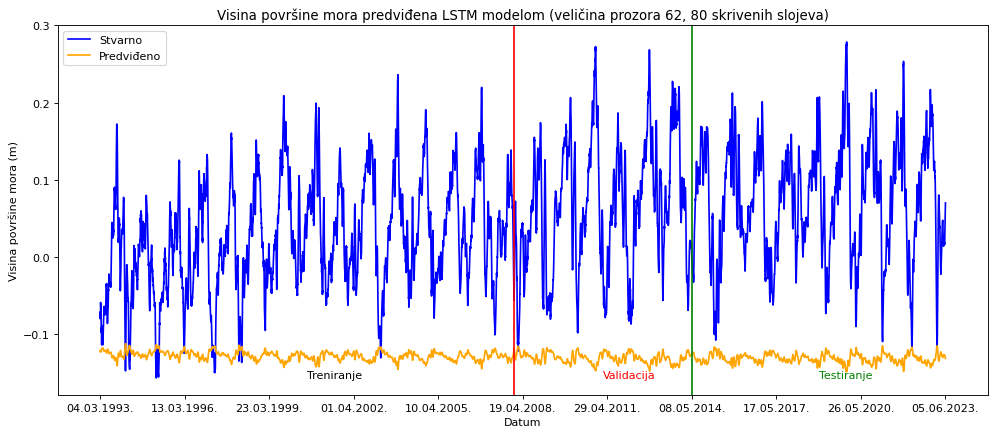 Visina površine mora predviđena LSTM modelom (veličina prozora 62, 80 skrivenih slojeva)
Stvarno
Predviđeno
Visina površine mora (m)
0.3
0.2
0.1
0.0
−0.1
Treniranje
Validacija
Testiranje
04.03.1993.
13.03.1996.
23.03.1999.
01.04.2002.
10.04.2005.
19.04.2008.
29.04.2011.
08.05.2014.
17.05.2017.
26.05.2020.
05.06.2023.
Datum